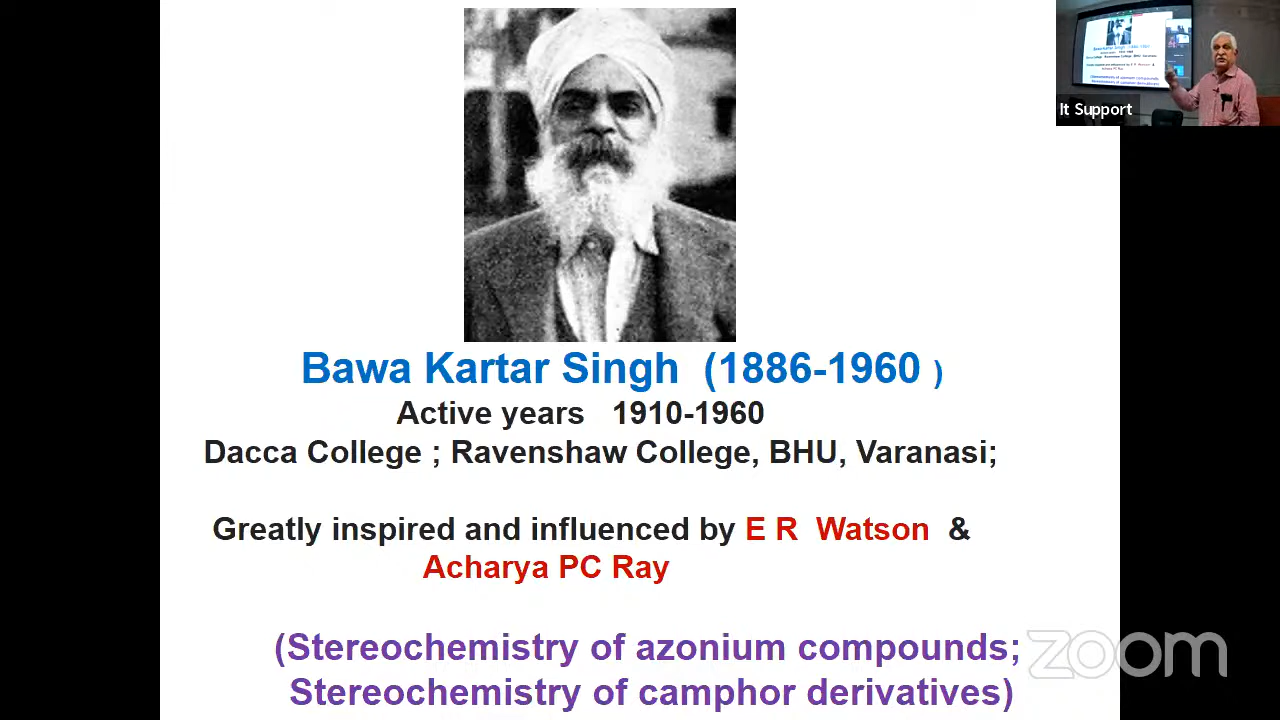 It Support
Bawa Kartar Singh (1886-1960 )
Active years 1910-1960
Dacca College ; Ravenshaw College, BHU, Varanasi;
Greatly inspired and influenced by E R Watson &
Acharya PC Ray
(Stereochemistry of azonium compounds;
Stereochemistry of camphor derivatives)
zoom